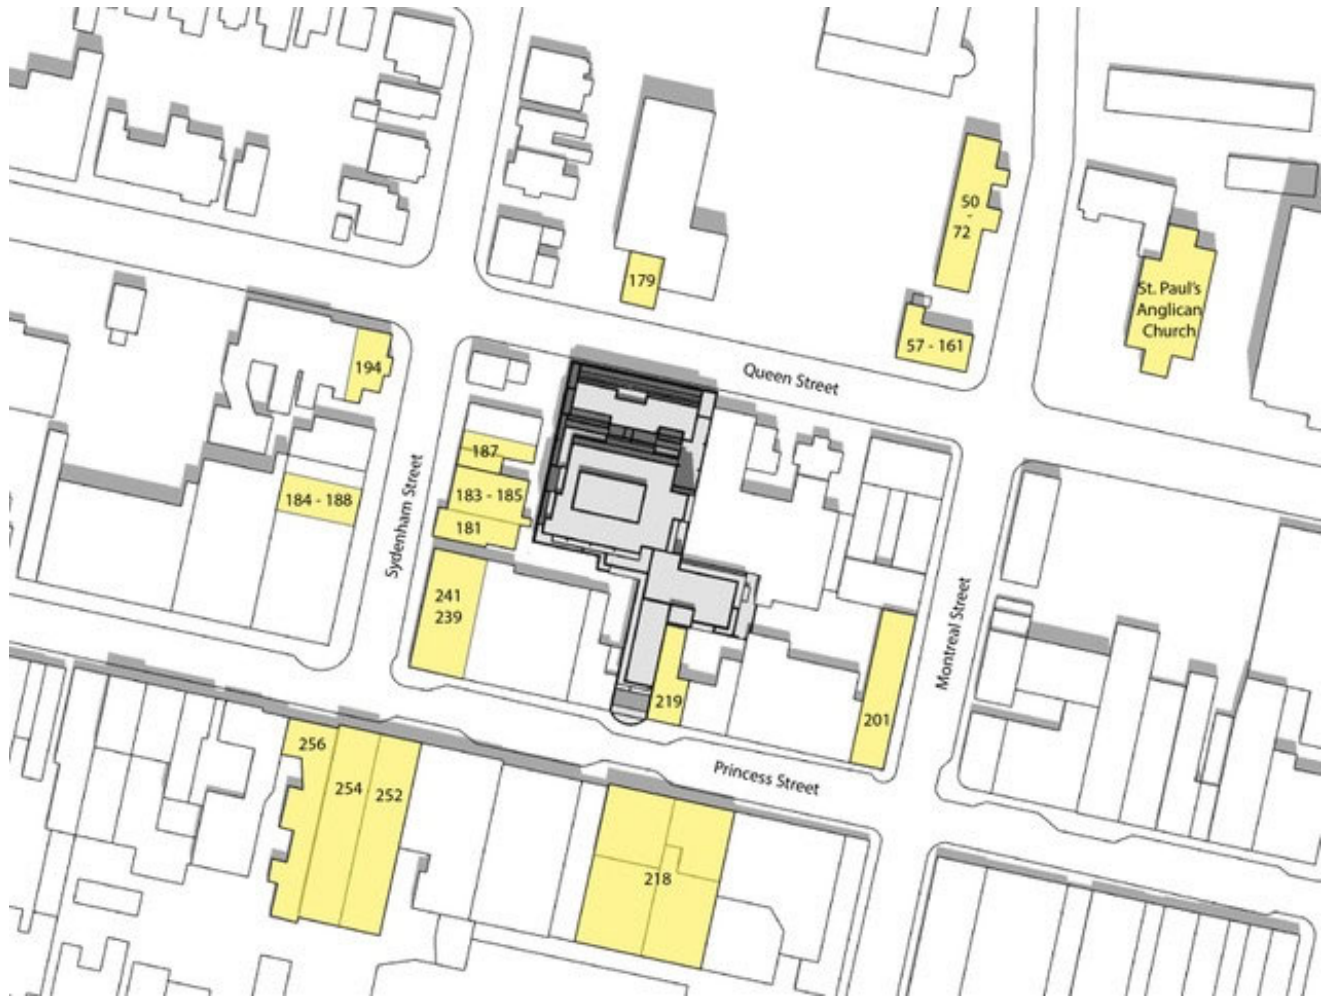 50
-
72
179
St. Paul's
Anglican
Church
57 - 161
194
Queen Street
187
184 - 188
183 - 185
181
Sydenham Street
241
239
Montreal Street
219
201
256
254
252
Princess Street
218